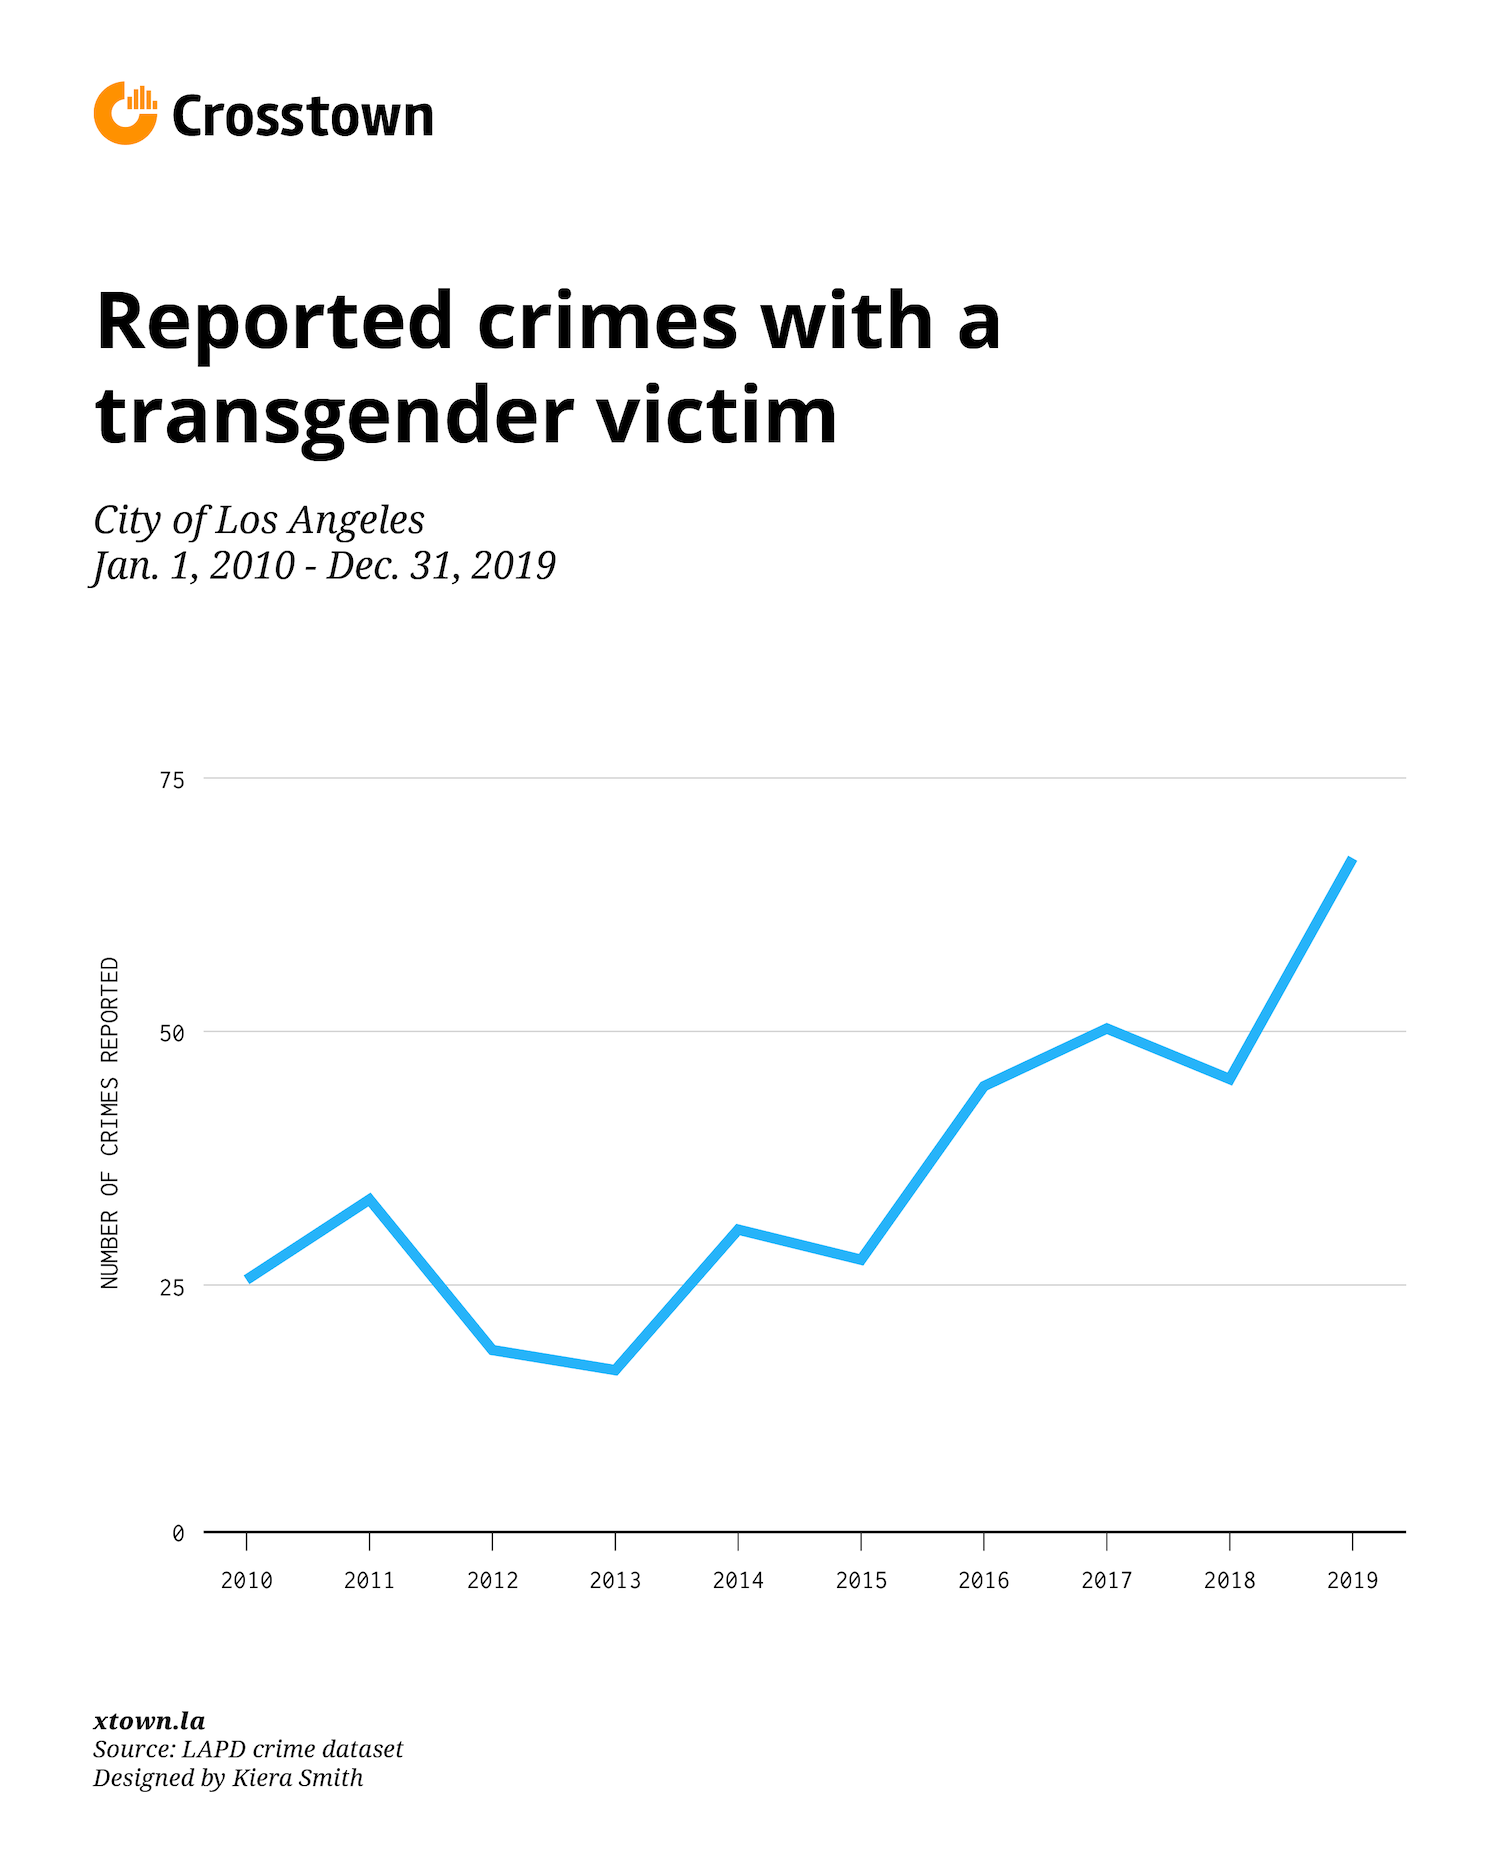 Crosstown
Reported crimes with a
transgender victim
City of Los Angeles
Jan. 1, 2010 - Dec. 31, 2019
NUMBER OF CRIMES REPORTED
75
50
25
0
2010 2011 2012 2013 2014 2015 2016 2017 2018 2019
xtown.la
Source: LAPD crime dataset
Designed by Kiera Smith